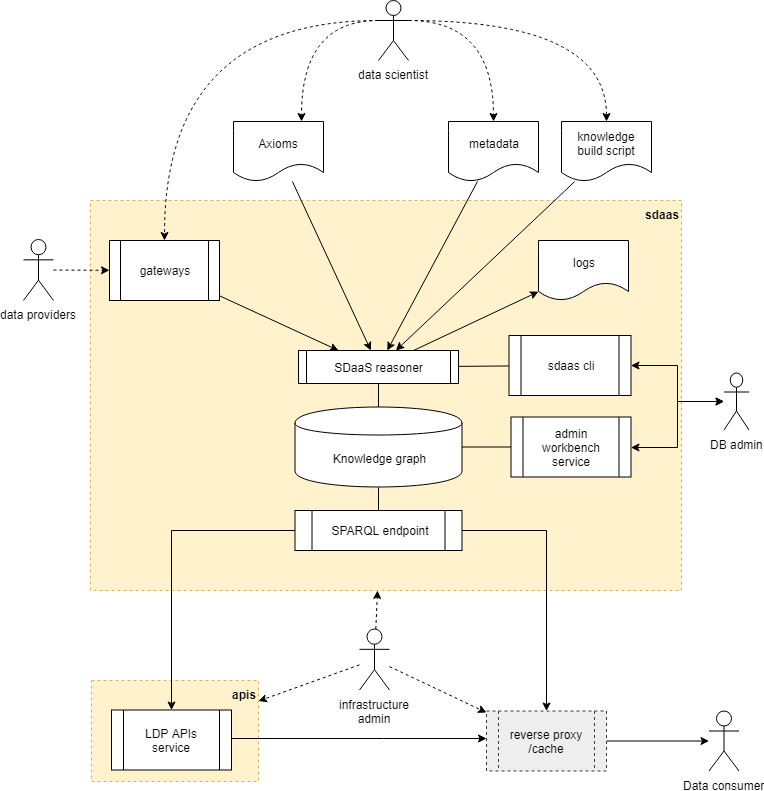 data scientist
Axioms
metadata
knowledge
build script
sdaas
data providers
gateways
logs
SDaaS reasoner
sdaas cli
DB admin
admin
workbench
service
Knowledge graph
SPARQL endpoint
infrastructure
admin
apis
LDP APIs
service
reverse proxy
/cache
Data consumer